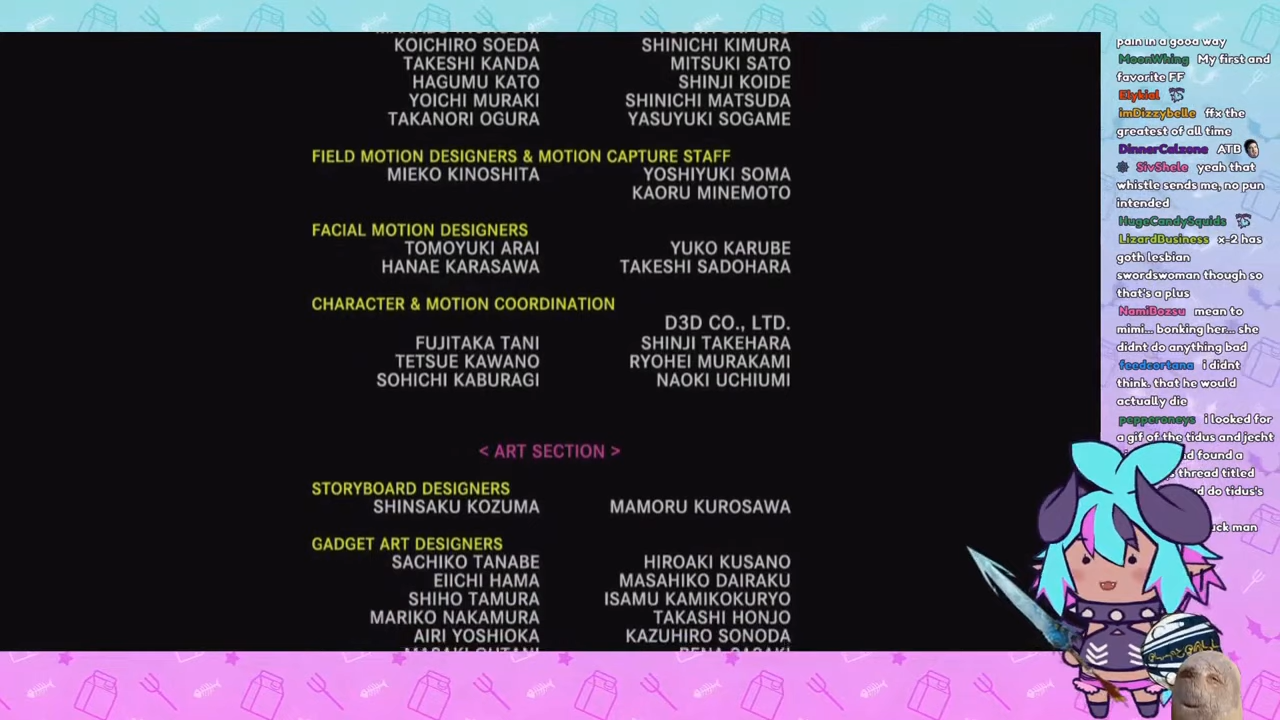 KOICHIRO SOEDA SHINICHI KIMURA
TAKESHI KANDA MITSUKI SATO
HAGUMU KATO SHINJI KOIDE
YOICHI MURAKI SHINICHI MATSUDA
TAKANORI OGURA YASUYUKI SOGAME
FIELD MOTION DESIGNERS & MOTION CAPTURE STAFF
MIEKO KINOSHITA YOSHIYUKI SOMA
KAORU MINEMOTO
FACIAL MOTION DESIGNERS
TOMOYUKI ARAI YUKO KARUBE
HANAE KARASAWA TAKESHI SADOHARA
CHARACTER & MOTION COORDINATION
D3D CO., LTD.
FUJITAKA TANI SHINJI TAKEHARA
TETSUE KAWANO RYOHEI MURAKAMI
SOHICHI KABURAGI NAOKI UCHIUMI
< ART SECTION >
STORYBOARD DESIGNERS
SHINSAKU KOZUMA MAMORU KUROSAWA
GADGET ART DESIGNERS
SACHIKO TANABE HIROAKI KUSANO
EIICHI HAMA MASAHIKO DAIRAKU
SHIHO TAMURA ISAMU KAMIKOKURYO
MARIKO NAKAMURA TAKASHI HONJO
AIRI YOSHIOKA KAZUHIRO SONODA
pain in a good way
MoonWhing My first and
favorite FF
Elykial
imDizzybelle ffx the
greatest of all time
DinnerCalzone ATB
SivShele yeah that
whistle sends me, no pun
intended
HugeCandySquids
LizardBusiness x-2 has
goth lesbian
swordswoman though so
that's a plus
NamiBozsu mean to
mimi... bonking her... she
didnt do anything bad
feedcortana i didnt
think. that he would
actually die
pepperoneys i looked for
a gif of the tidus and jecht
nd found a
thread titled
d do tidus's
uck man